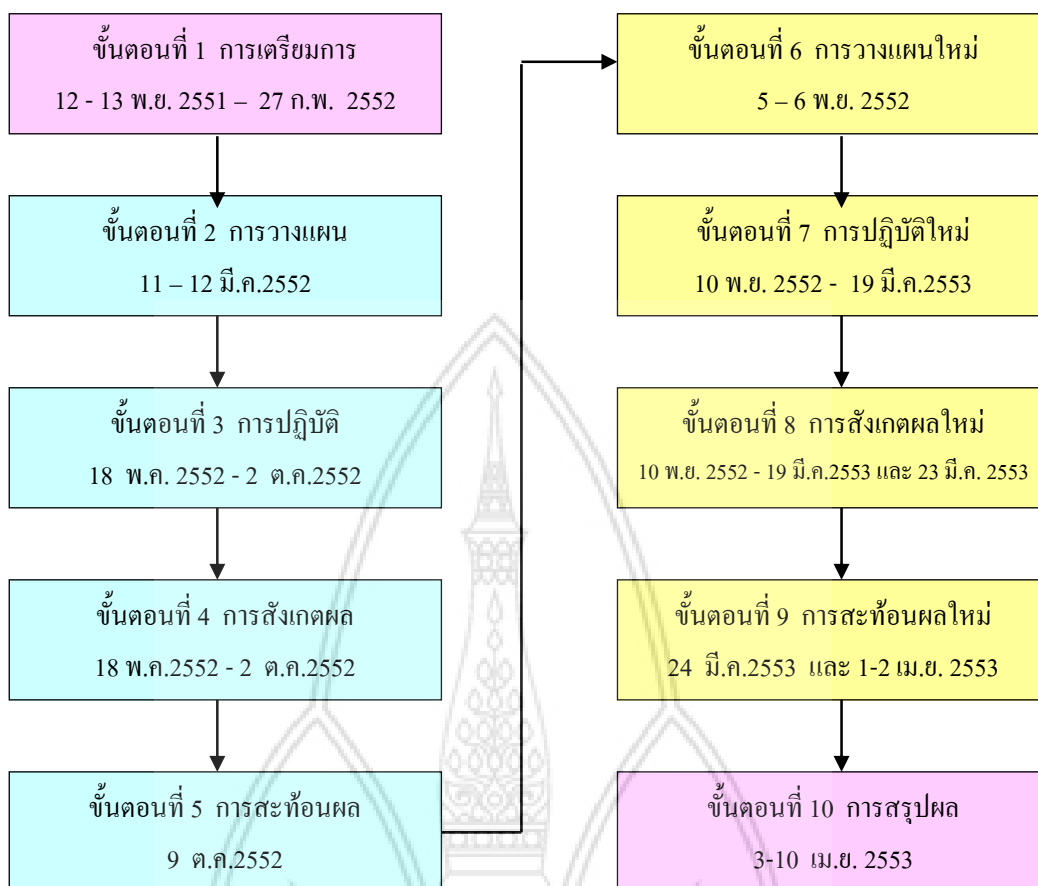 ขั้นตอนที่ 1 การเตรียมการ
12 - 13 พ.ย. 2551 – 27 ก.พ. 2552
ขั้นตอนที่ 2 การวางแผน
11 – 12 มี.ค.2552
ขั้นตอนที่ 3 การปฏิบัติ
18 พ.ค. 2552 - 2 ต.ค.2552
ขั้นตอนที่ 4 การสังเกตผล
18 พ.ค.2552 - 2 ต.ค.2552
ขั้นตอนที่ 5 การสะท้อนผล
9 ต.ค.2552
ขั้นตอนที่ 6 การวางแผนใหม่
5 – 6 พ.ย. 2552
ขั้นตอนที่ 7 การปฏิบัติใหม่
10 พ.ย. 2552 - 19 มี.ค.2553
ขั้นตอนที่ 8 การสังเกตผลใหม่
10 พ.ย. 2552 - 19 มี.ค.2553 และ 23 มี.ค. 2553
ขั้นตอนที่ 9 การสะท้อนผลใหม่
24 มี.ค.2553 และ 1-2 เม.ย. 2553
ขั้นตอนที่ 10 การสรุปผล
3-10 เม.ย. 2553